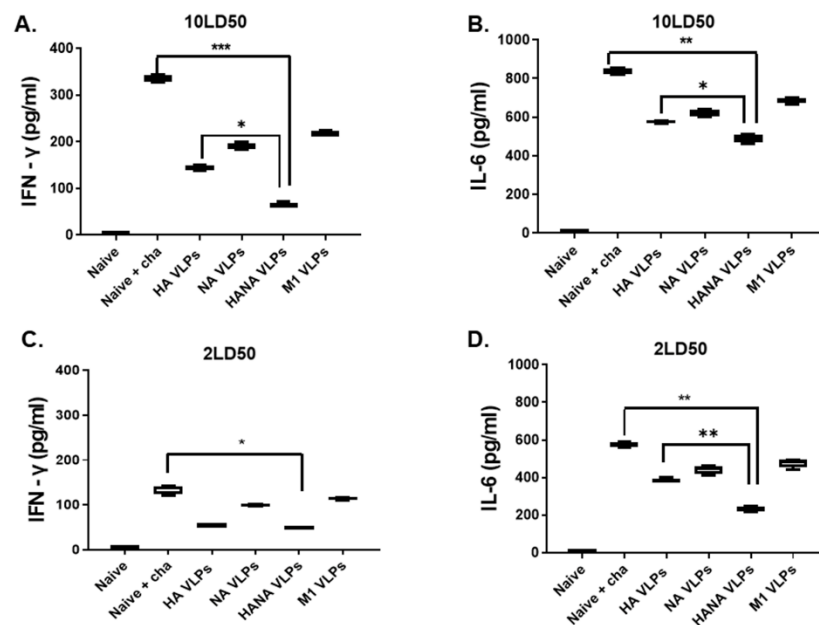 A.
10LD50
IFN - γ (pg/ml)
400
300
200
100
0
***
*
Naive
Naive + cha
HA VLPs
NA VLPs
HANA VLPs
M1 VLPs
B.
10LD50
IL-6 (pg/ml)
1000
800
600
400
200
0
**
*
Naive
Naive + cha
HA VLPs
NA VLPs
HANA VLPs
M1 VLPs
C.
2LD50
IFN - γ (pg/ml)
400
300
200
100
0
*
Naive
Naive + cha
HA VLPs
NA VLPs
HANA VLPs
M1 VLPs
D.
2LD50
IL-6 (pg/ml)
1000
800
600
400
200
0
**
**
Naive
Naive + cha
HA VLPs
NA VLPs
HANA VLPs
M1 VLPs